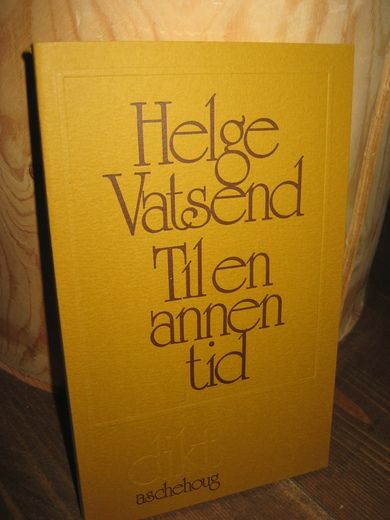 Helge
Vatsend
Til en
annen
tid
dikt
aschehoug